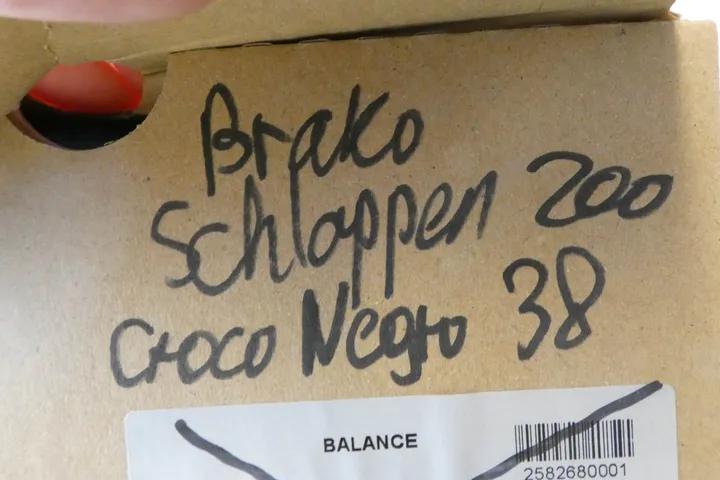 Brako
Schlappen 200
Croco Negro 38
BALANCE
2582680001